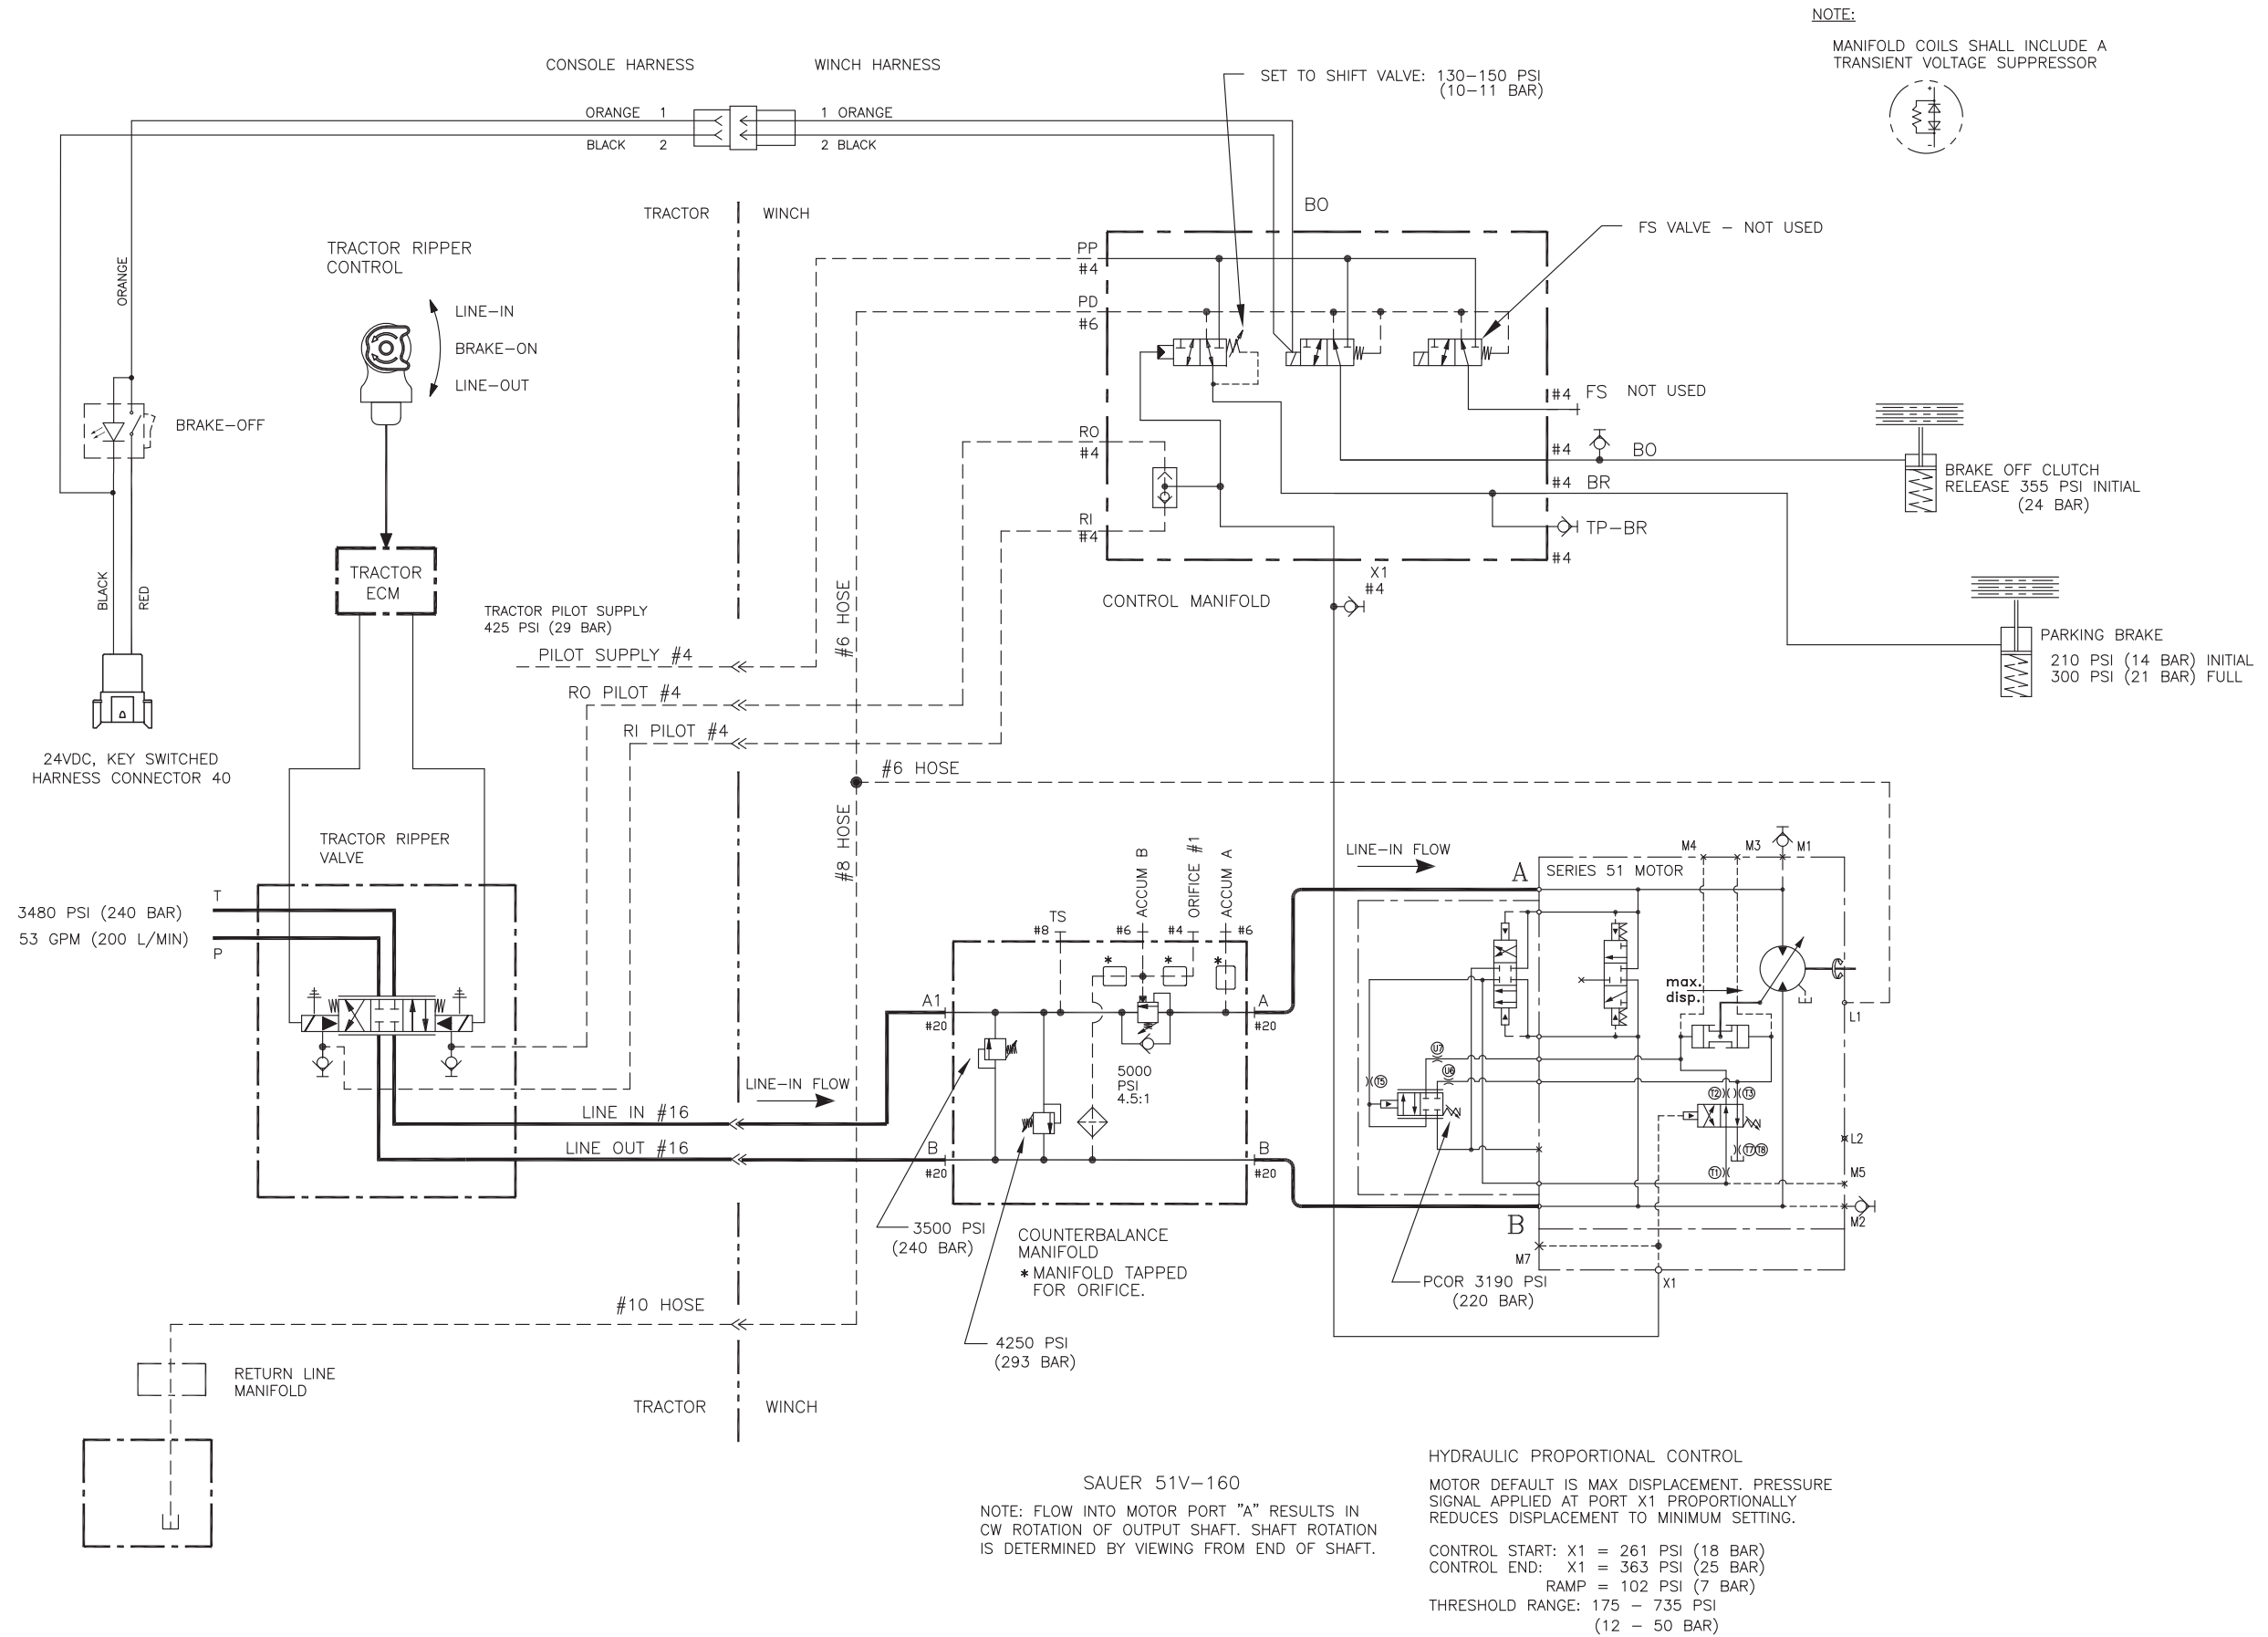 NOTE:
MANIFOLD COILS SHALL INCLUDE A
TRANSIENT VOLTAGE SUPPRESSOR
+
-
CONSOLE HARNESS
WINCH HARNESS
SET TO SHIFT VALVE: 130-150 PSI
(10-11 BAR)
ORANGE 1
1 ORANGE
BLACK 2
2 BLACK
TRACTOR
WINCH
BO
FS VALVE - NOT USED
TRACTOR RIPPER
CONTROL
ORANGE
LINE-IN
BRAKE-ON
LINE-OUT
BRAKE-OFF
PP
#4
PD
#6
RO
#4
RI
#4
#4 FS NOT USED
#4 BO
#4 BR
TP-BR
#4
X1
#4
CONTROL MANIFOLD
BRAKE OFF CLUTCH
RELEASE 355 PSI INITIAL
(24 BAR)
PARKING BRAKE
210 PSI (14 BAR) INITIAL
300 PSI (21 BAR) FULL
BLACK
RED
TRACTOR
ECM
TRACTOR PILOT SUPPLY
425 PSI (29 BAR)
PILOT SUPPLY #4
RO PILOT #4
RI PILOT #4
#6 HOSE
#6 HOSE
#8 HOSE
24VDC, KEY SWITCHED
HARNESS CONNECTOR 40
TRACTOR RIPPER
VALVE
T
3480 PSI (240 BAR)
53 GPM (200 L/MIN)
P
LINE IN #16
LINE OUT #16
LINE-IN FLOW
TS
#8
ACCUM B
#6
ORIFICE #1
#4
ACCUM A
#6
*
*
*
A1
#20
A
#20
B
#20
B
#20
5000
PSI
4.5:1
3500 PSI
(240 BAR)
4250 PSI
(293 BAR)
COUNTERBALANCE
MANIFOLD
* MANIFOLD TAPPED
FOR ORIFICE.
LINE-IN FLOW
A
B
SERIES 51 MOTOR
M4
M3
M1
max.
disp.
L1
L2
M5
M2
M7
X1
U7
U6
T5
T2
T3
T7
T8
T1
PCOR 3190 PSI
(220 BAR)
#10 HOSE
RETURN LINE
MANIFOLD
TRACTOR
WINCH
SAUER 51V-160
NOTE: FLOW INTO MOTOR PORT "A" RESULTS IN
CW ROTATION OF OUTPUT SHAFT. SHAFT ROTATION
IS DETERMINED BY VIEWING FROM END OF SHAFT.
HYDRAULIC PROPORTIONAL CONTROL
MOTOR DEFAULT IS MAX DISPLACEMENT. PRESSURE
SIGNAL APPLIED AT PORT X1 PROPORTIONALLY
REDUCES DISPLACEMENT TO MINIMUM SETTING.
CONTROL START: X1 = 261 PSI (18 BAR)
CONTROL END: X1 = 363 PSI (25 BAR)
RAMP = 102 PSI (7 BAR)
THRESHOLD RANGE: 175 - 735 PSI
(12 - 50 BAR)